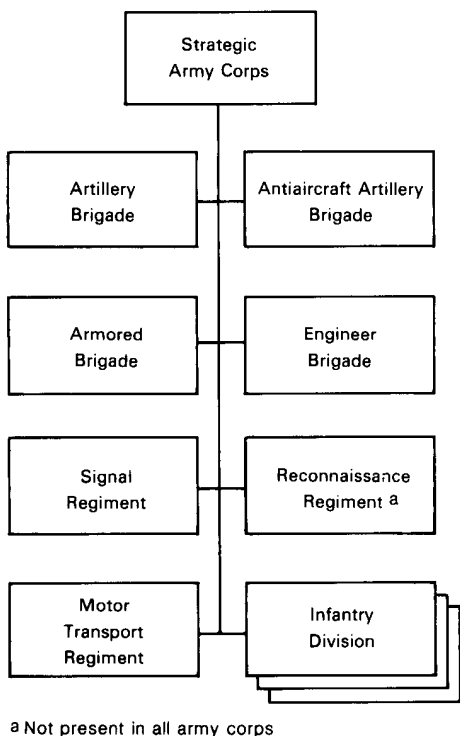 Strategic
Army Corps
Artillery
Brigade
Antiaircraft Artillery
Brigade
Armored
Brigade
Engineer
Brigade
Signal
Regiment
Reconnaissance
Regiment a
Motor
Transport
Regiment
Infantry
Division
a Not present in all army corps